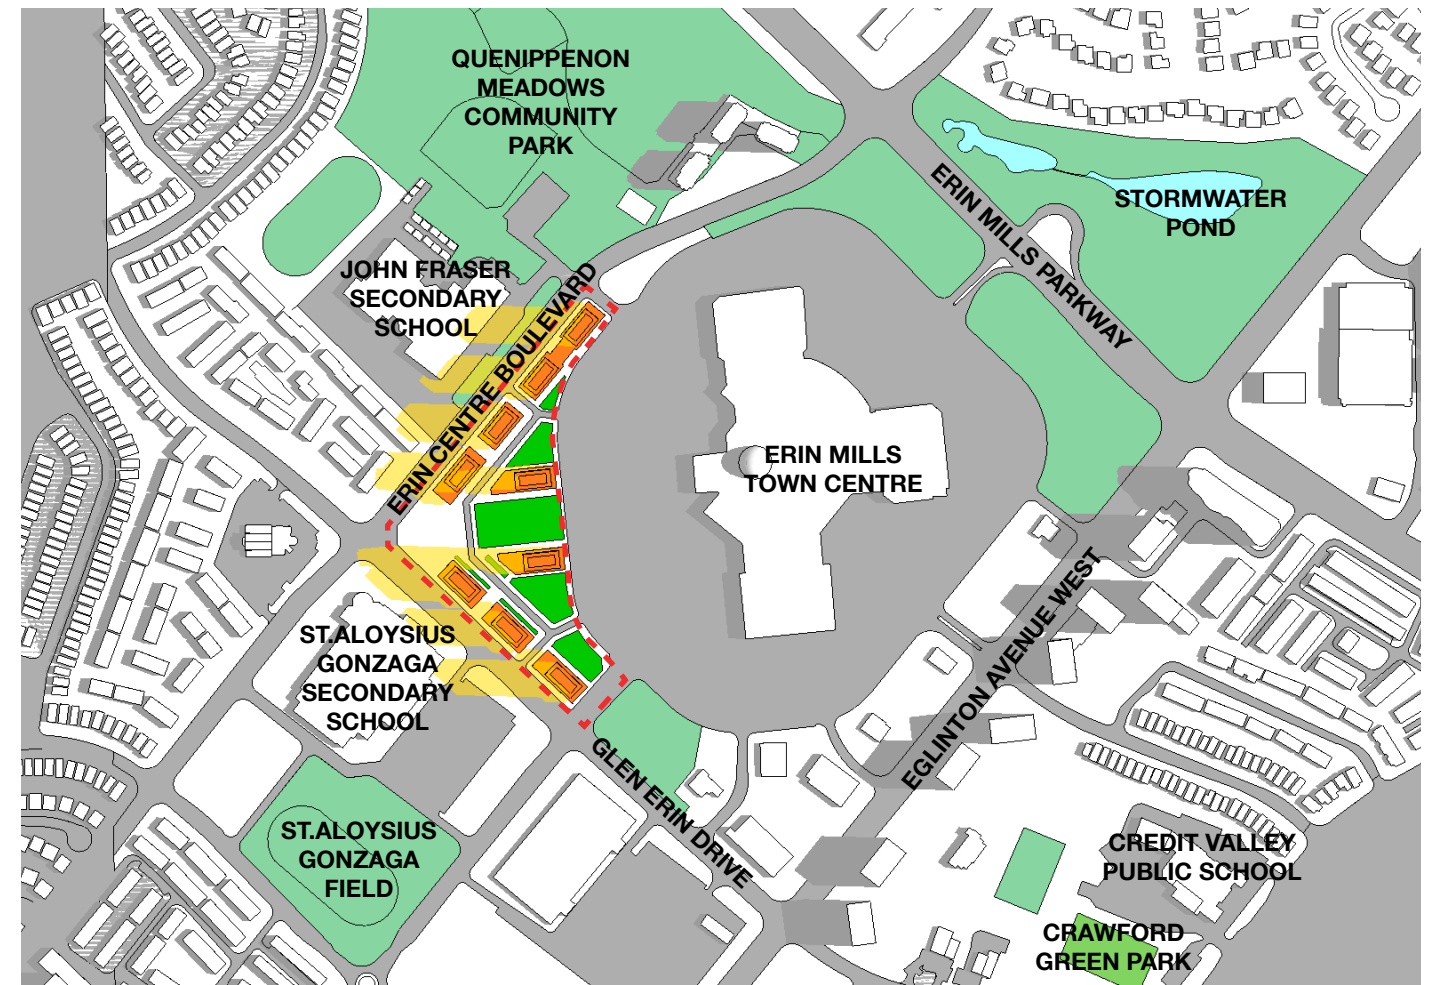 QUENIPPENON
MEADOWS
COMMUNITY
PARK
ERIN MILLS PARKWAY
STORMWATER
POND
JOHN FRASER
SECONDARY
SCHOOL
ERIN CENTRE BOULEVARD
ERIN MILLS
TOWN CENTRE
EGLINTON AVENUE WEST
ST.ALOYSIUS
GONZAGA
SECONDARY
SCHOOL
GLEN ERIN DRIVE
ST.ALOYSIUS
GONZAGA
FIELD
CREDIT VALLEY
PUBLIC SCHOOL
CRAWFORD
GREEN PARK